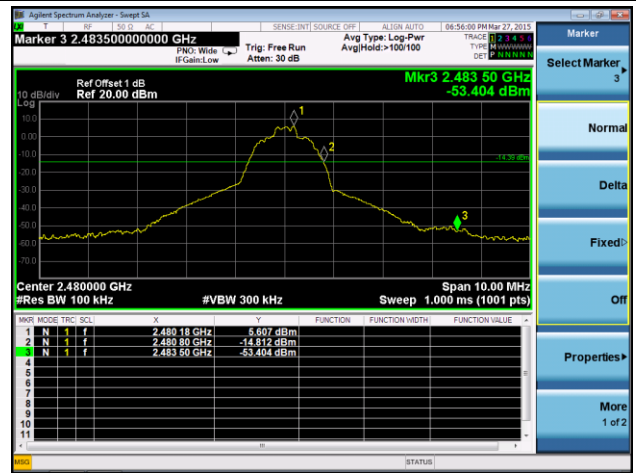 Agilent Spectrum Analyzer - Swept SA
T RF 50 Ω AC SENSE:INT SOURCE OFF ALIGN AUTO 06:56:00 PM Mar 27, 2015
Marker 3 2.483500000000 GHz
PNO: Wide Trig: Free Run Avg Type: Log-Pwr TRACE 1 2 3 4 5 6
IFGain:Low Atten: 30 dB Avg|Hold:>100/100 TYPE M WWWWW
DET P N N N N N
Ref Offset 1 dB
10 dB/div Ref 20.00 dBm
Mkr3 2.483 50 GHz
-53.404 dBm
Log
10.0
0.00
-10.0
-20.0
-30.0
-40.0
-50.0
-60.0
-70.0
1
2
3
-14.39 dBm
Center 2.480000 GHz Span 10.00 MHz
#Res BW 100 kHz #VBW 300 kHz Sweep 1.000 ms (1001 pts)
MKR MODE TRC SCL X Y FUNCTION FUNCTION WIDTH FUNCTION VALUE
1 N 1 f 2.480 18 GHz 5.607 dBm
2 N 1 f 2.480 80 GHz -14.812 dBm
3 N 1 f 2.483 50 GHz -53.404 dBm
4
5
6
7
8
9
10
11
MSG STATUS
Marker
Select Marker
3
Normal
Delta
Fixed
Off
Properties
More
1 of 2